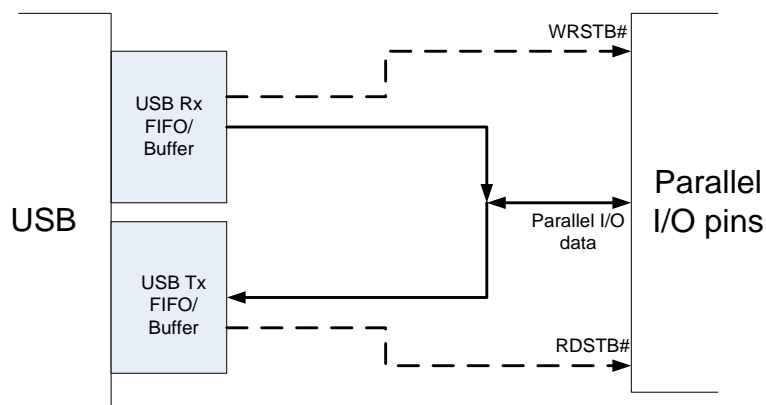 WRSTB#
USB Rx
FIFO/
Buffer
USB
Parallel
I/O pins
Parallel I/O
data
USB Tx
FIFO/
Buffer
RDSTB#